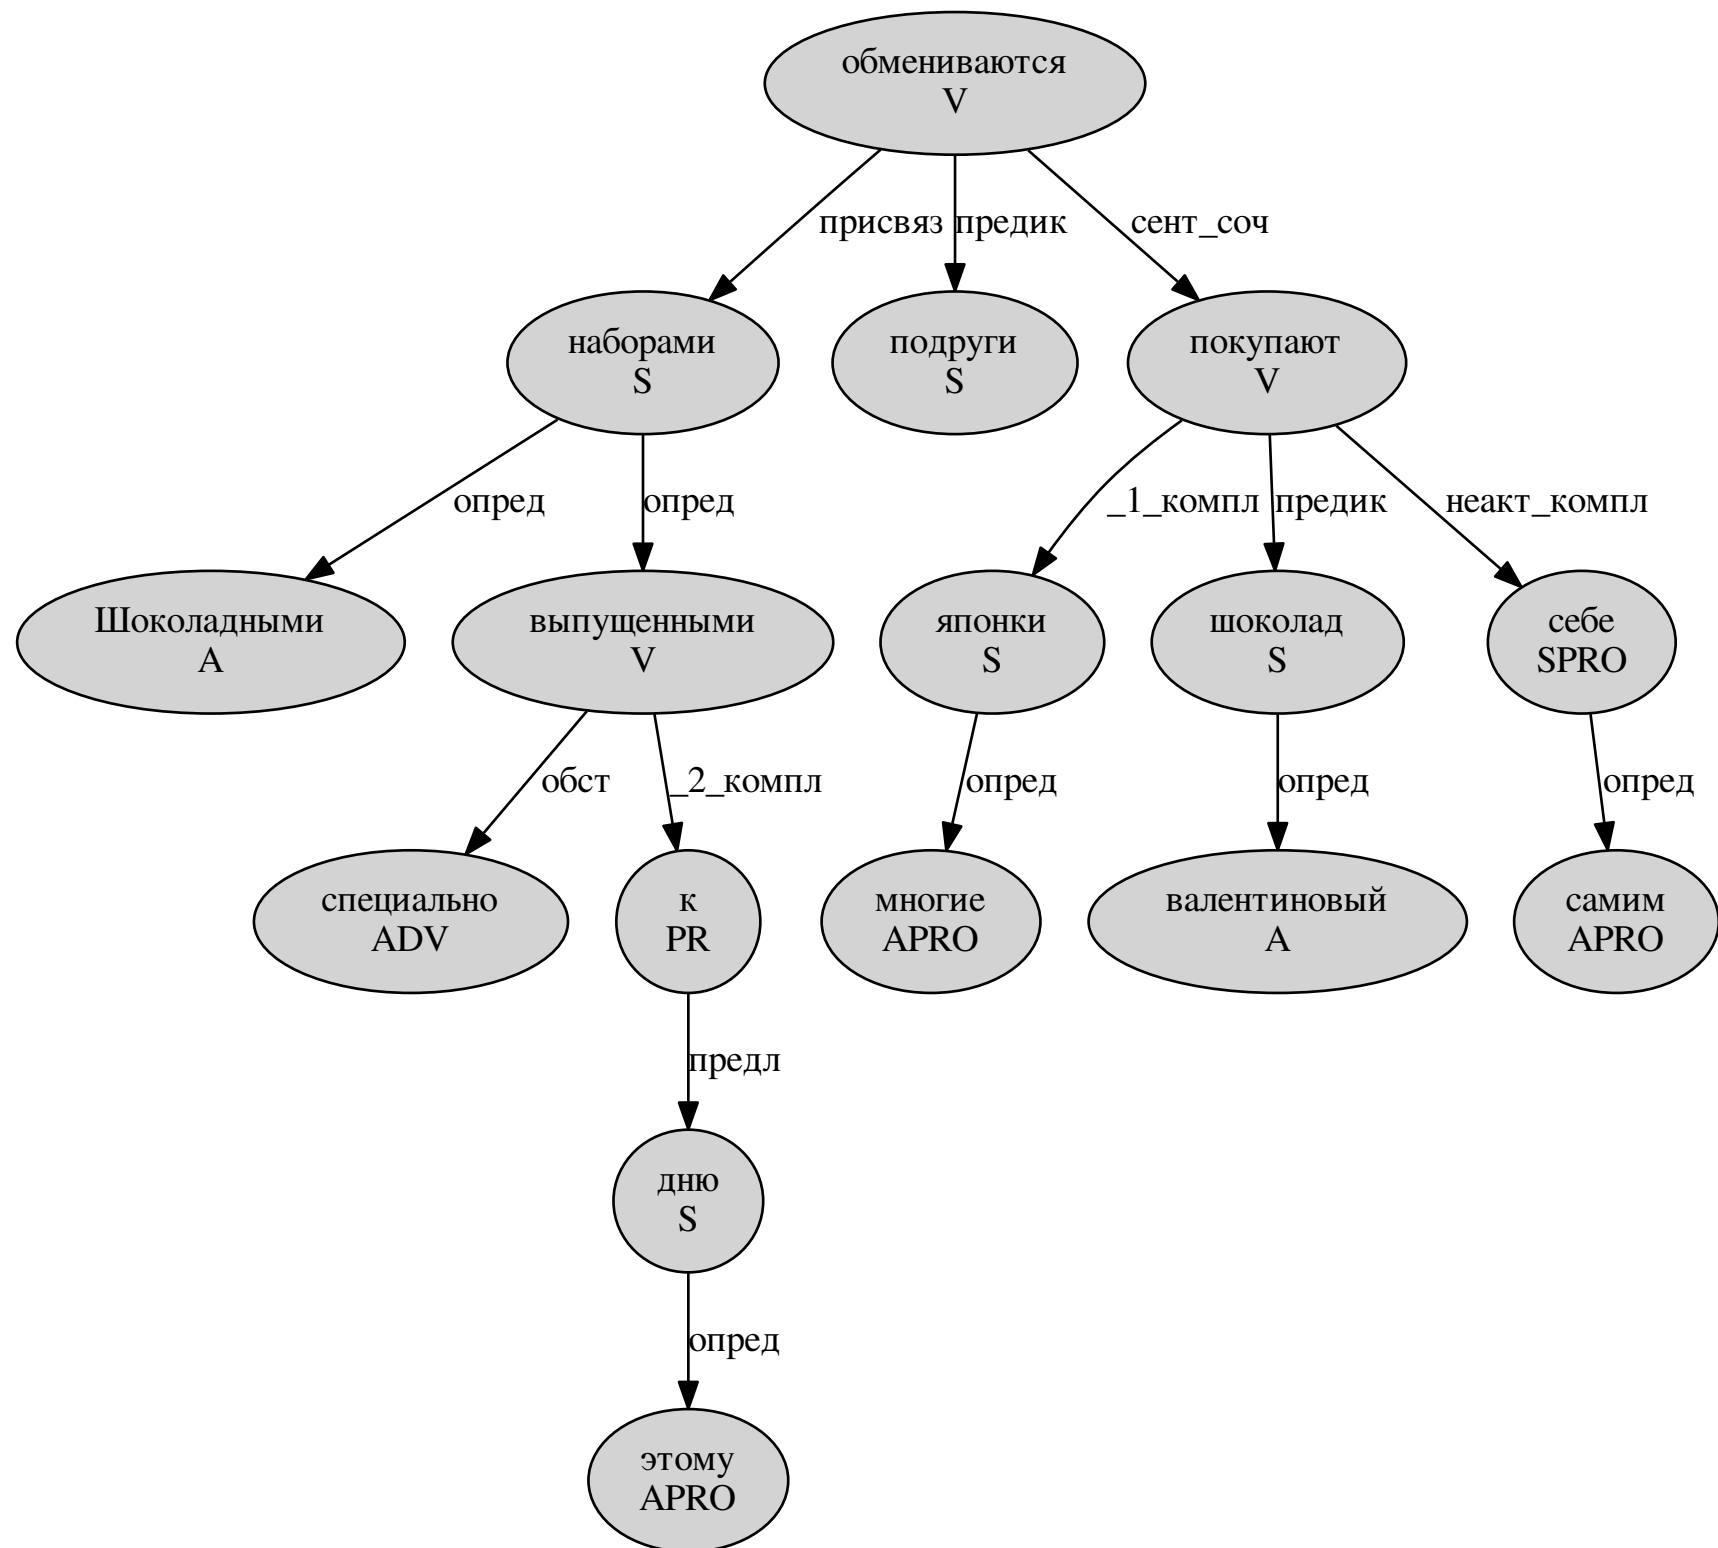 обмениваются
V
присвяз предик сент_соч
наборами
S
подруги
S
покупают
V
опред опред _1_компл предик неакт_компл
Шоколадными
A
выпущенными
V
японки
S
шоколад
S
себе
SPRO
обст _2_компл опред опред опред
специально
ADV
к
PR
многие
APRO
валентиновый
A
самим
APRO
предл
дню
S
опред
этому
APRO